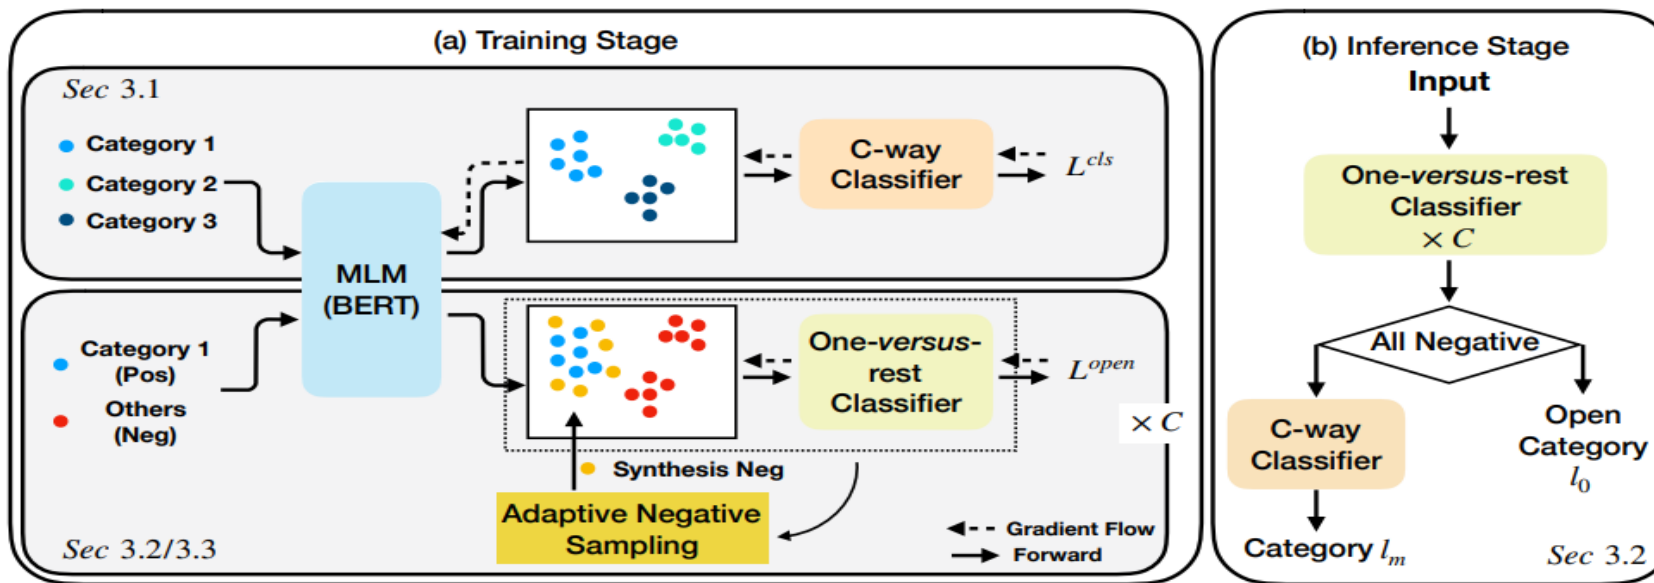 (a) Training Stage
Sec 3.1
Category 1
Category 2
Category 3
MLM
(BERT)
C-way
Classifier
L^{cls}
Category 1
(Pos)
Others
(Neg)
One-versus-
rest
Classifier
L^{open}
× C
Synthesis Neg
Adaptive Negative
Sampling
Gradient Flow
Forward
Sec 3.2/3.3
(b) Inference Stage
Input
One-versus-rest
Classifier
× C
All Negative
C-way
Classifier
Open
Category
l_0
Category l_m
Sec 3.2